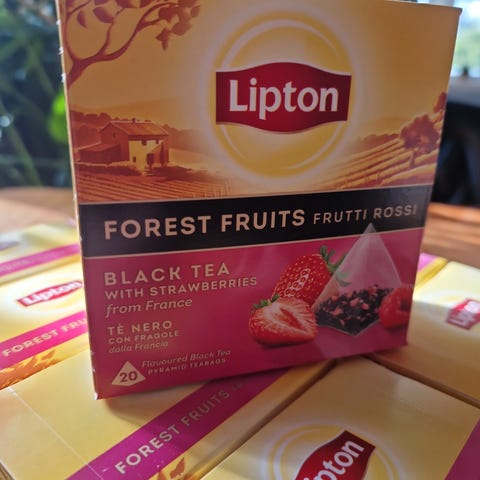 Lipton
FOREST FRUITS FRUTTI ROSSI
BLACK TEA
WITH STRAWBERRIES
from France
TÈ NERO
CON FRAGOLE
dalla Francia
20
Flavoured Black Tea
PYRAMID TEABAGS
Lipton
FOREST FRUITS
FOREST FRUITS
Lipton
Lipton